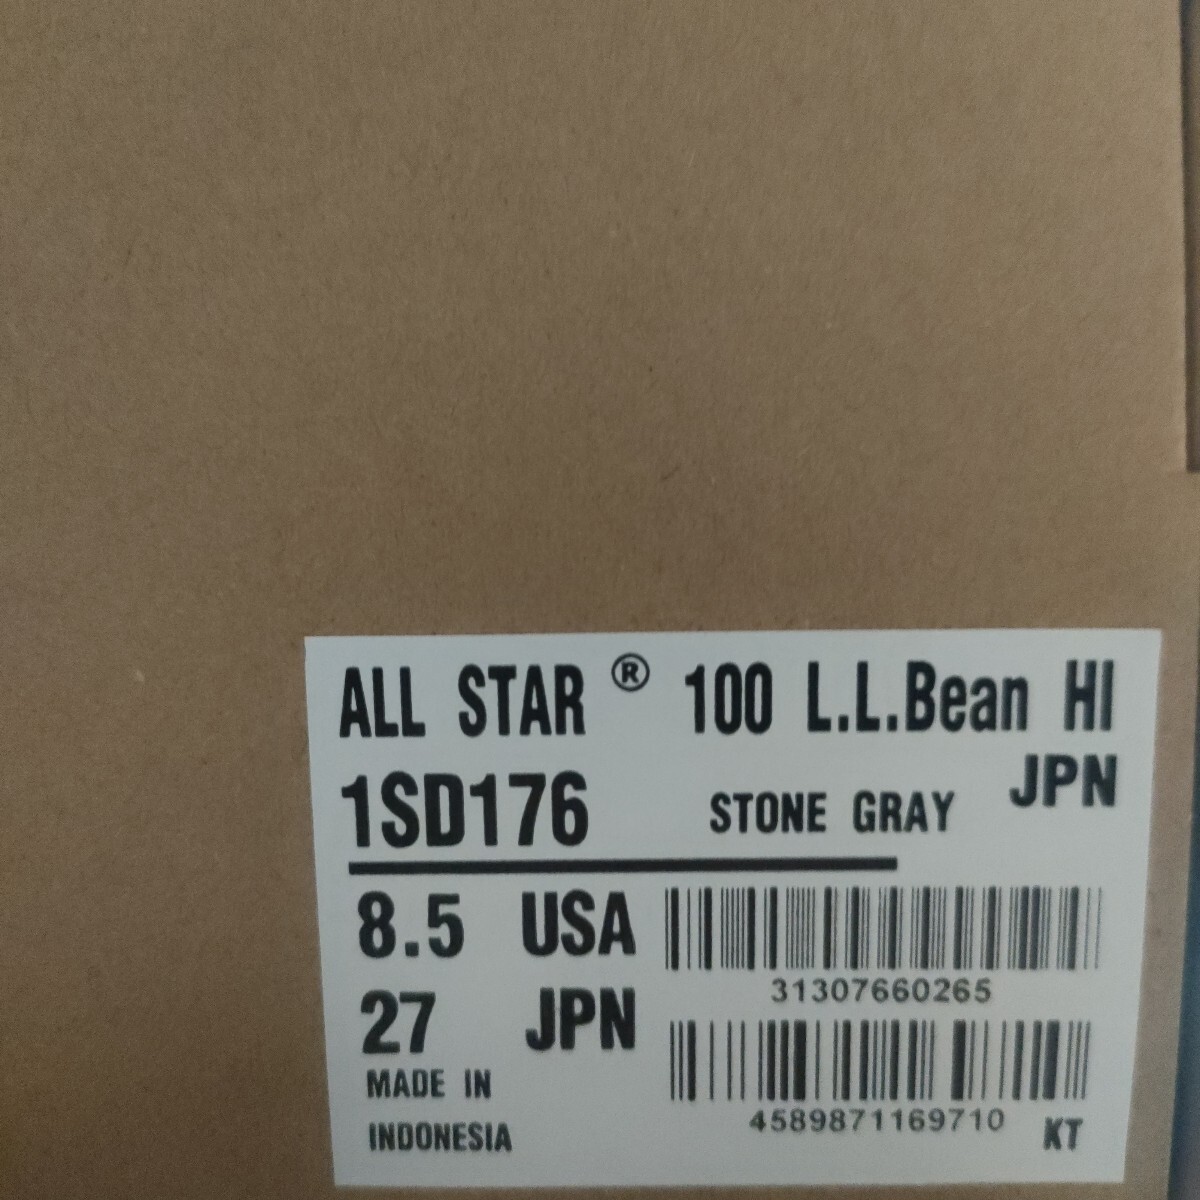 ALL STAR ® 100 L.L.Bean HI
JPN
1SD176 STONE GRAY
8.5 USA
31307660265
27 JPN
MADE IN
INDONESIA
4589871169710
KT